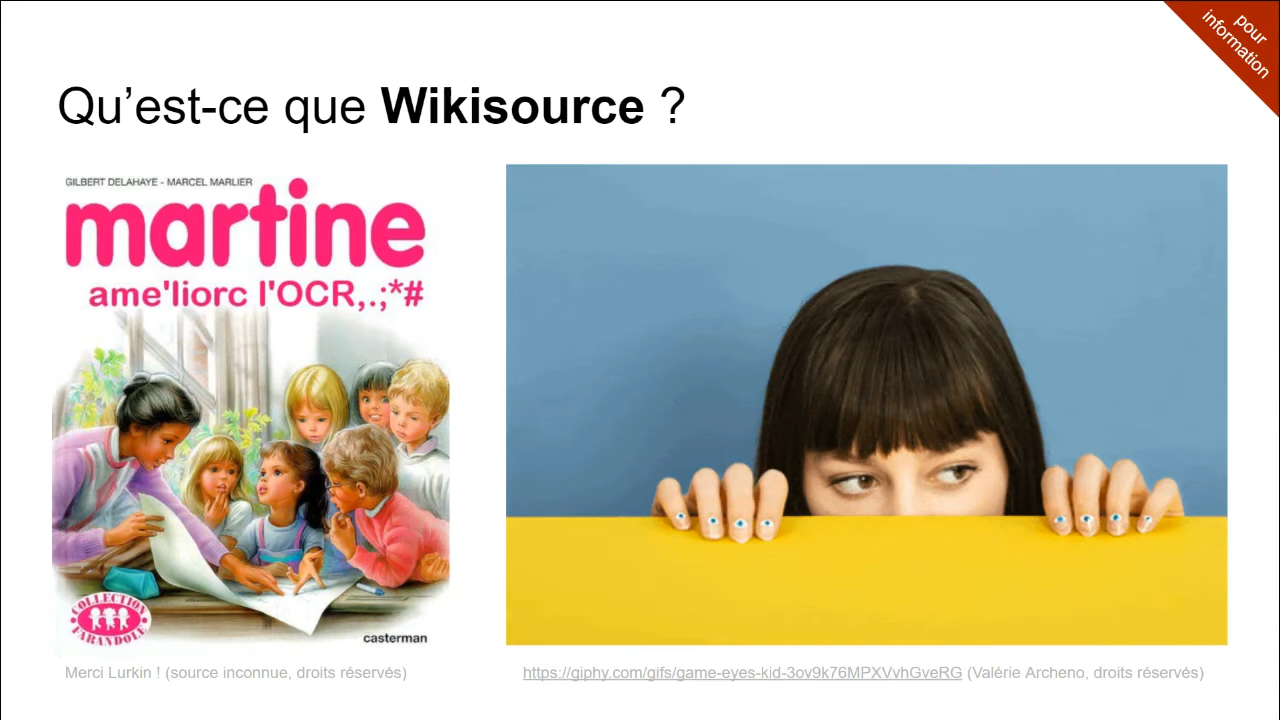 pour
information
Qu’est-ce que Wikisource ?
GILBERT DELAHAYE - MARCEL MARLIER
martine
ame'liorc l'OCR,.;*#
COLLECTION
FARANDOLE
casterman
Merci Lurkin ! (source inconnue, droits réservés)
https://giphy.com/gifs/game-eyes-kid-3ov9k76MPXVvhGveRG (Valérie Archeno, droits réservés)